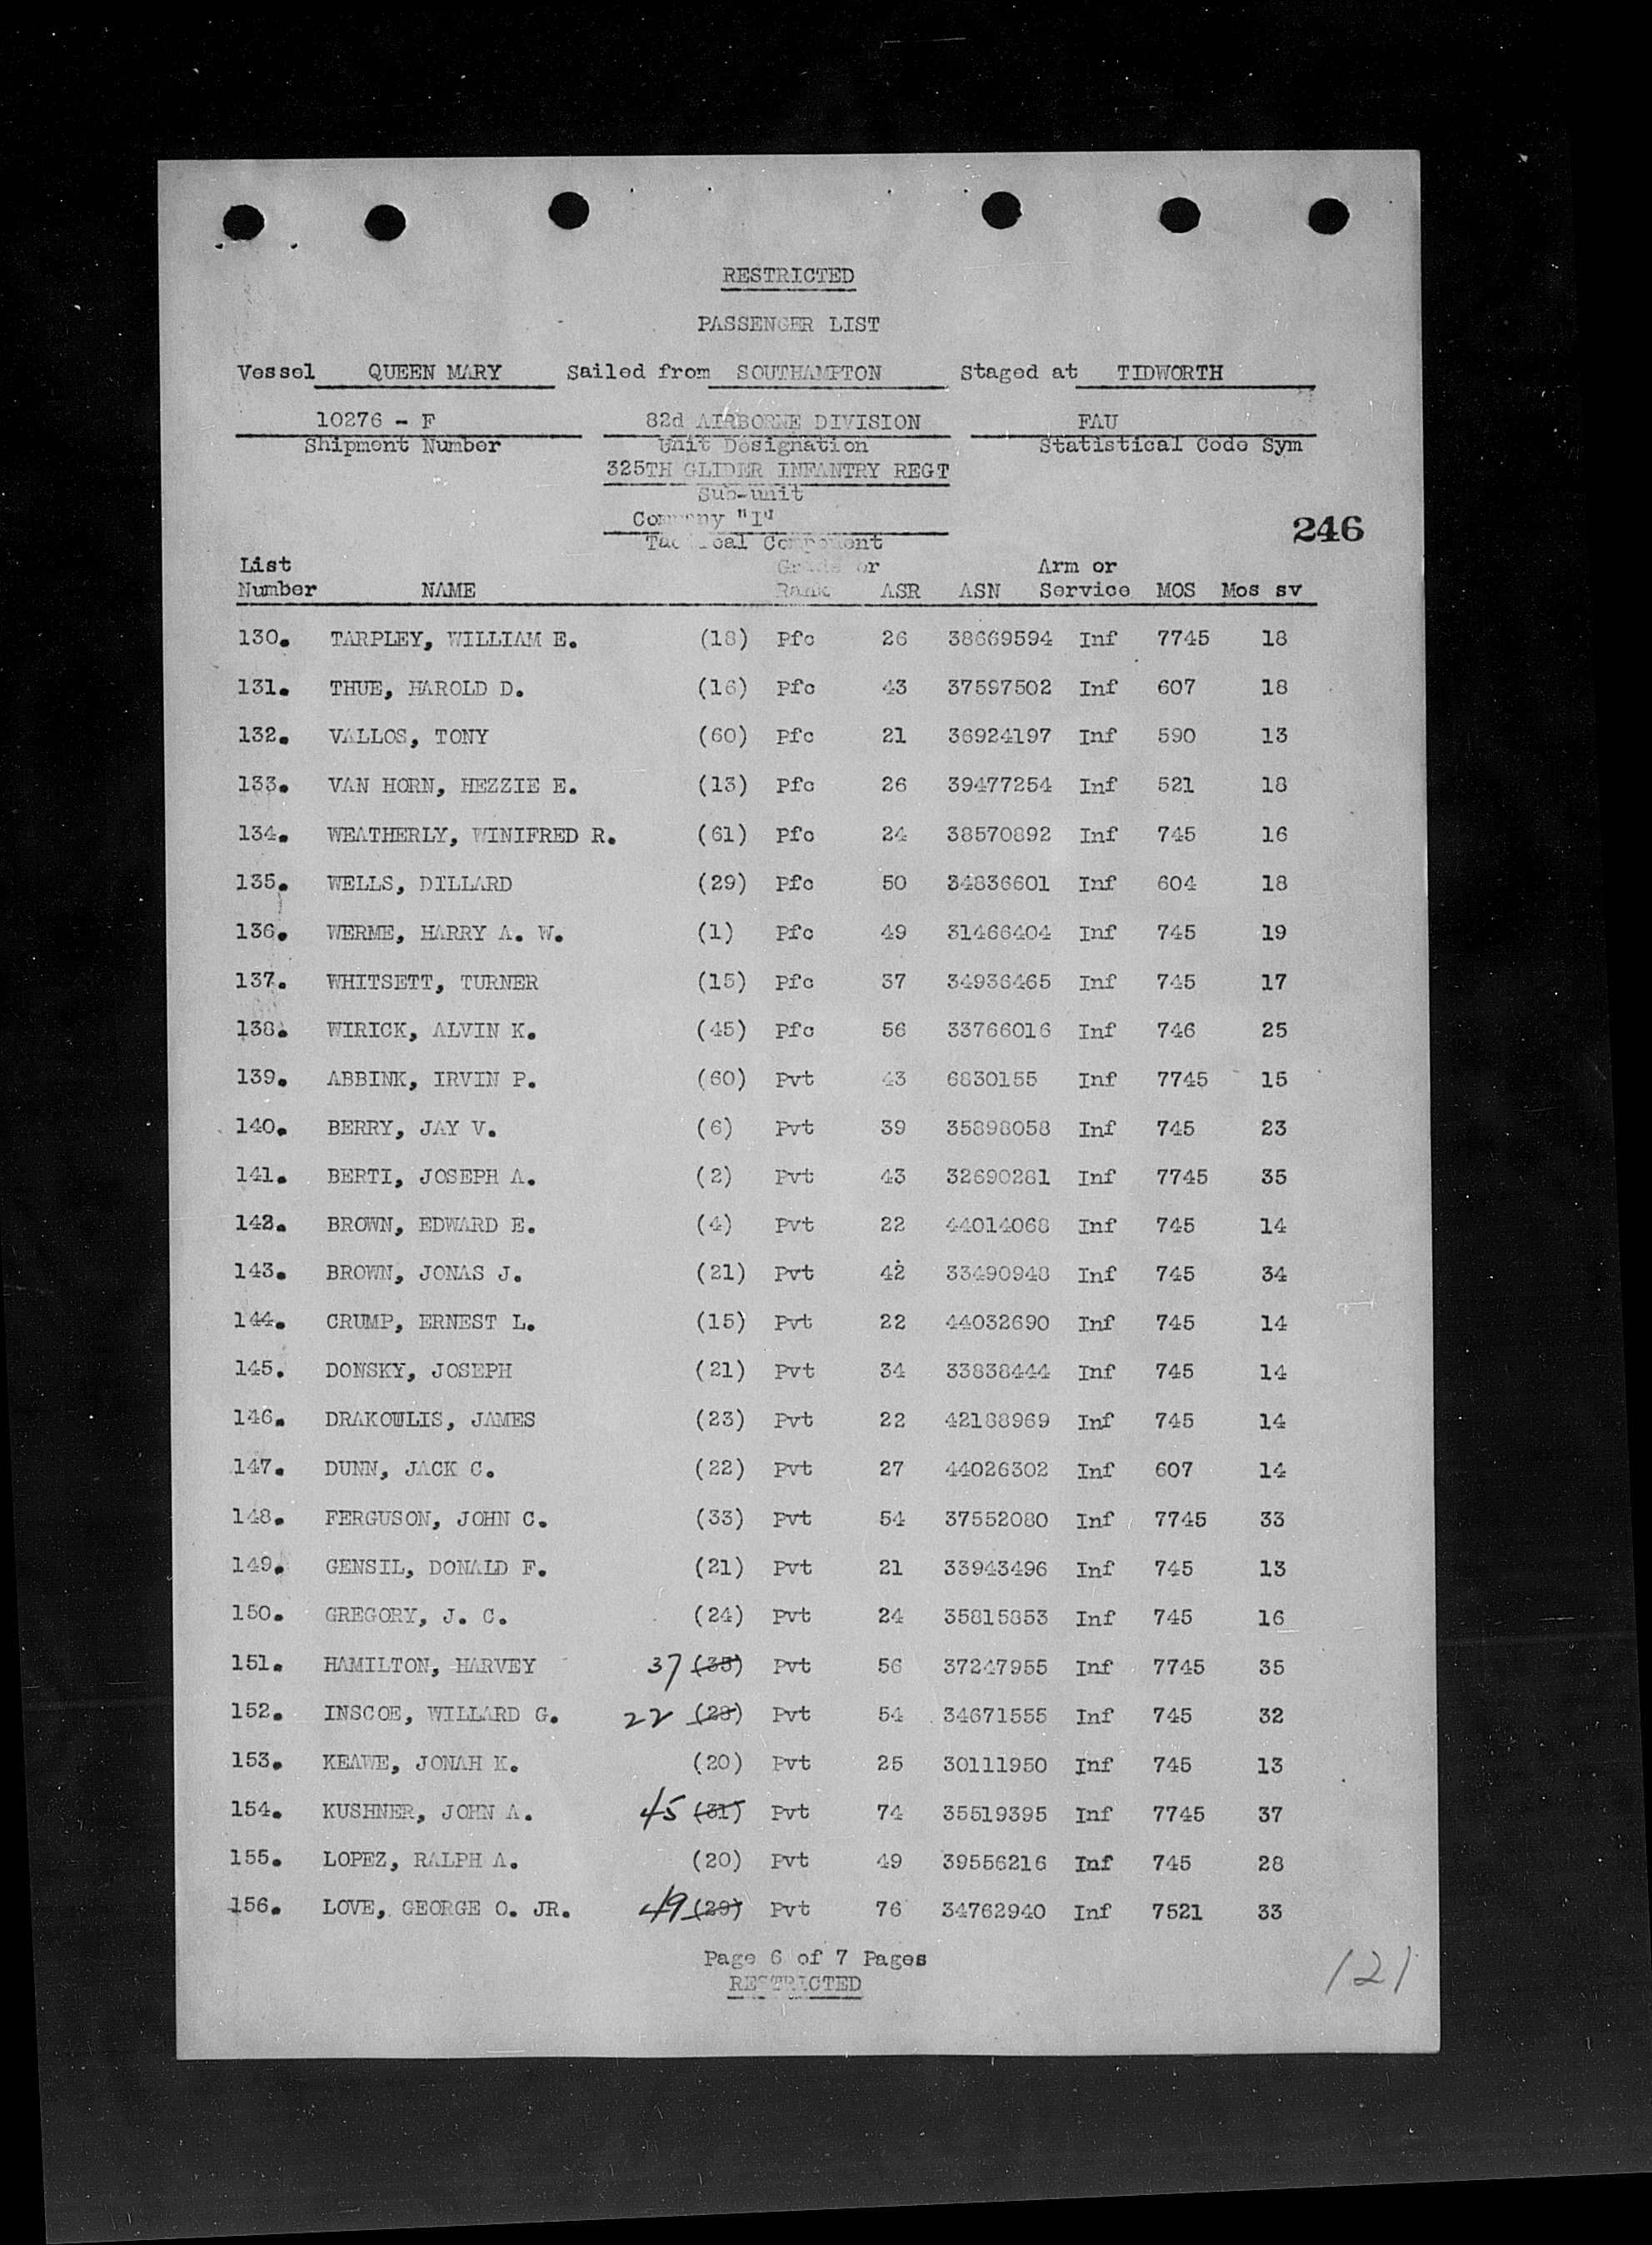 RESTRICTED
PASSENGER LIST
Vessel QUEEN MARY Sailed from SOUTHAMPTON Staged at TIDWORTH
10276 - F 82d AIRBORNE DIVISION FAU
Shipment Number Unit Designation Statistical Code Sym
325TH GLIDER INFANTRY REGT
Sub-unit
Company "I"
Tactical Component
246
List Grade or Arm or
Number NAME Rank ASR ASN Service MOS Mos sv
130. TARPLEY, WILLIAM E. (18) Pfc 26 38669594 Inf 7745 18
131. THUE, HAROLD D. (16) Pfc 43 37597502 Inf 607 18
132. VALLOS, TONY (60) Pfc 21 36924197 Inf 590 13
133. VAN HORN, HEZZIE E. (13) Pfc 26 39477254 Inf 521 18
134. WEATHERLY, WINIFRED R. (61) Pfc 24 38570892 Inf 745 16
135. WELLS, DILLARD (29) Pfc 50 34836601 Inf 604 18
136. WERME, HARRY A. W. (1) Pfc 49 31466404 Inf 745 19
137. WHITSETT, TURNER (15) Pfc 37 34936465 Inf 745 17
138. WIRICK, ALVIN K. (45) Pfc 56 33766016 Inf 746 25
139. ABBINK, IRVIN P. (60) Pvt 43 6830155 Inf 7745 15
140. BERRY, JAY V. (6) Pvt 39 35898058 Inf 745 23
141. BERTI, JOSEPH A. (2) Pvt 43 32690281 Inf 7745 35
142. BROWN, EDWARD E. (4) Pvt 22 44014068 Inf 745 14
143. BROWN, JONAS J. (21) Pvt 42 33490948 Inf 745 34
144. CRUMP, ERNEST L. (15) Pvt 22 44032690 Inf 745 14
145. DONSKY, JOSEPH (21) Pvt 34 33838444 Inf 745 14
146. DRAKOULIS, JAMES (23) Pvt 22 42188969 Inf 745 14
147. DUNN, JACK C. (22) Pvt 27 44026302 Inf 607 14
148. FERGUSON, JOHN C. (33) Pvt 54 37552080 Inf 7745 33
149. GENSIL, DONALD F. (21) Pvt 21 33943496 Inf 745 13
150. GREGORY, J. C. (24) Pvt 24 35815853 Inf 745 16
151. HAMILTON, HARVEY 37 (35) Pvt 56 37247955 Inf 7745 35
152. INSCOE, WILLARD G. 22 (28) Pvt 54 34671555 Inf 745 32
153. KEAWE, JONAH K. (20) Pvt 25 30111950 Inf 745 13
154. KUSHNER, JOHN A. 45 (31) Pvt 74 35519395 Inf 7745 37
155. LOPEZ, RALPH A. (20) Pvt 49 39556216 Inf 745 28
156. LOVE, GEORGE O. JR. 49 (29) Pvt 76 34762940 Inf 7521 33
Page 6 of 7 Pages
RESTRICTED
121